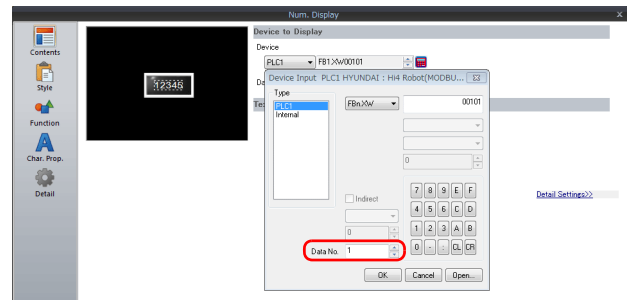 Num. Display
x
Contents
Style
Function
Char. Prop.
Detail
12345
Device to Display
Device
PLC1
FB1.XW00101
Device Input PLC1 HYUNDAI : Hi4 Robot(MODBU...
Type
PLC1
Internal
FBn.XW
00101
0
Indirect
0
Data No. 1
7 8 9 E F
4 5 6 C D
1 2 3 A B
0 - : CL CR
OK Cancel Open...
Detail Settings>>